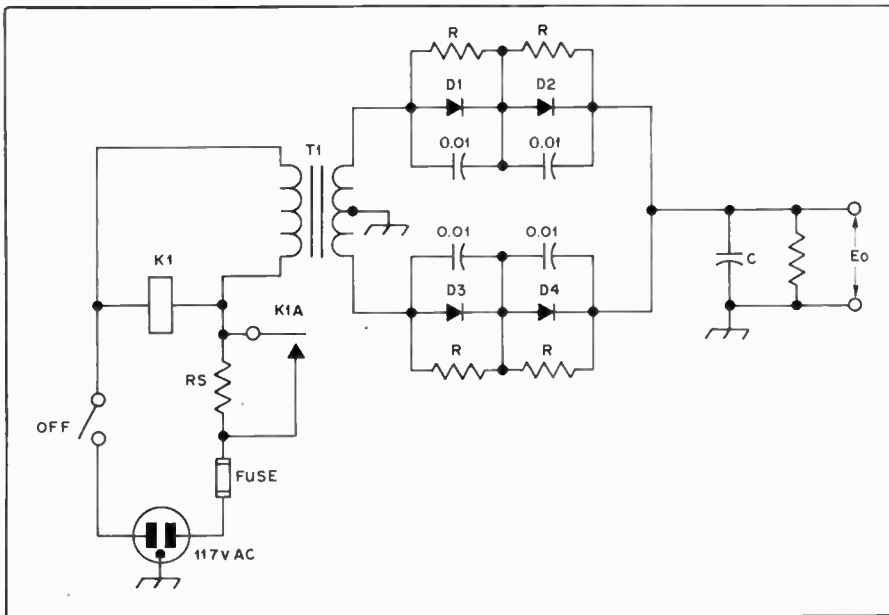 R R
D1 D2
0.01 0.01
T1
0.01 0.01
K1
C
Eo
K1A
D3 D4
R R
RS
OFF
FUSE
117V AC